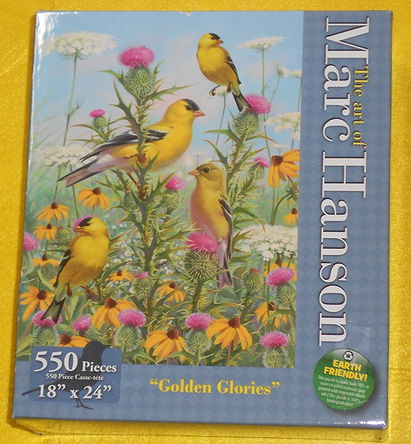 The art of
Marc Hanson
550 Pieces
550 Piece Casse-tête
18" x 24"
"Golden Glories"
EARTH
FRIENDLY!